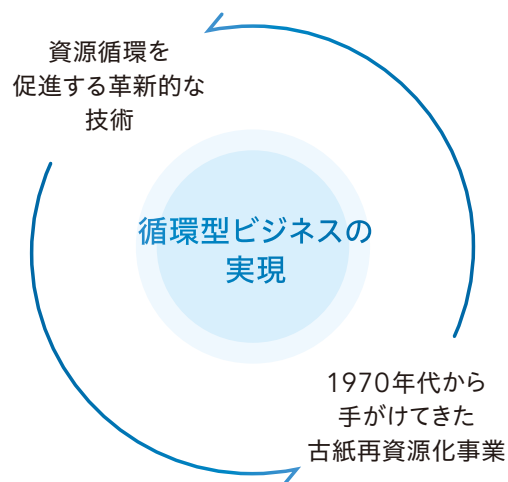 資源循環を
促進する革新的な
技術
循環型ビジネスの
実現
1970年代から
手がけてきた
古紙再資源化事業